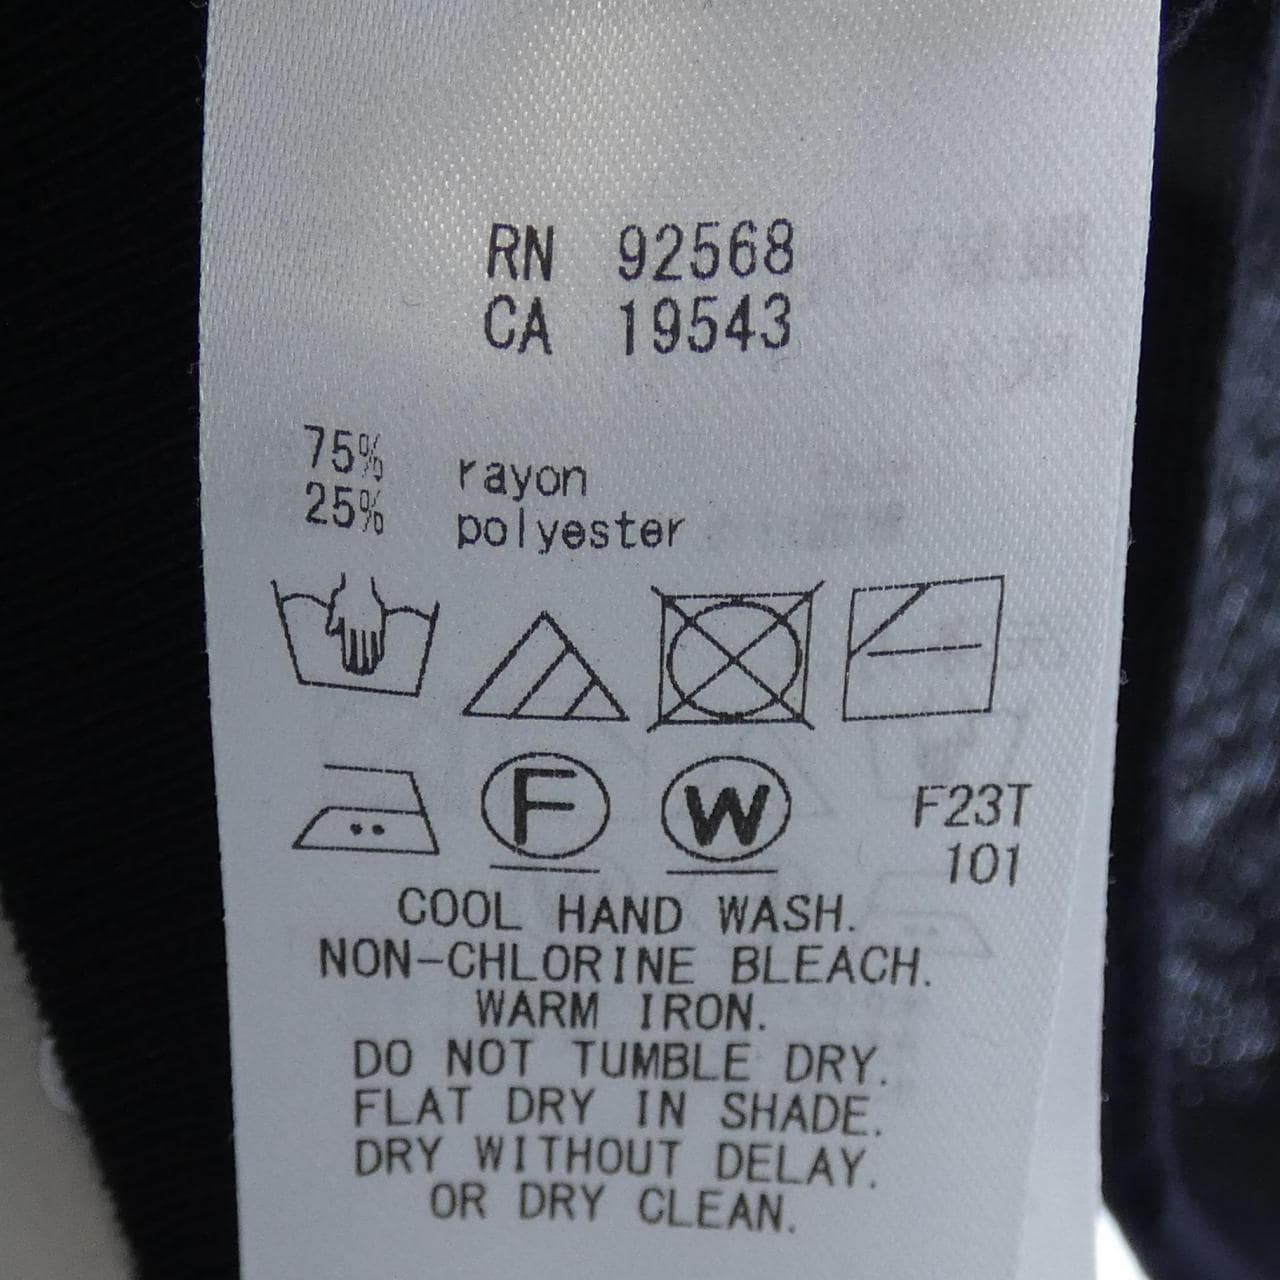 RN 92568
CA 19543
75% rayon
25% polyester
F W F23T
101
COOL HAND WASH.
NON-CHLORINE BLEACH.
WARM IRON.
DO NOT TUMBLE DRY.
FLAT DRY IN SHADE.
DRY WITHOUT DELAY.
OR DRY CLEAN.